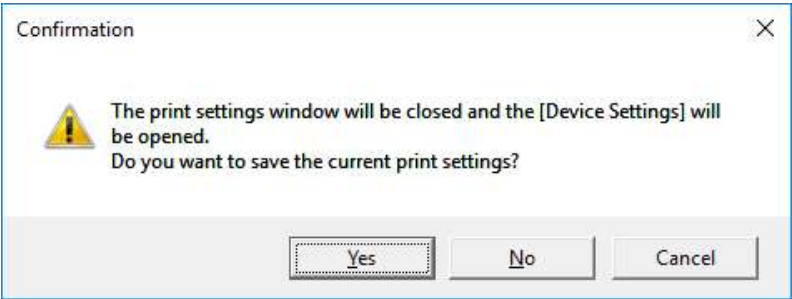 Confirmation
The print settings window will be closed and the [Device Settings] will
be opened.
Do you want to save the current print settings?
Yes
No
Cancel